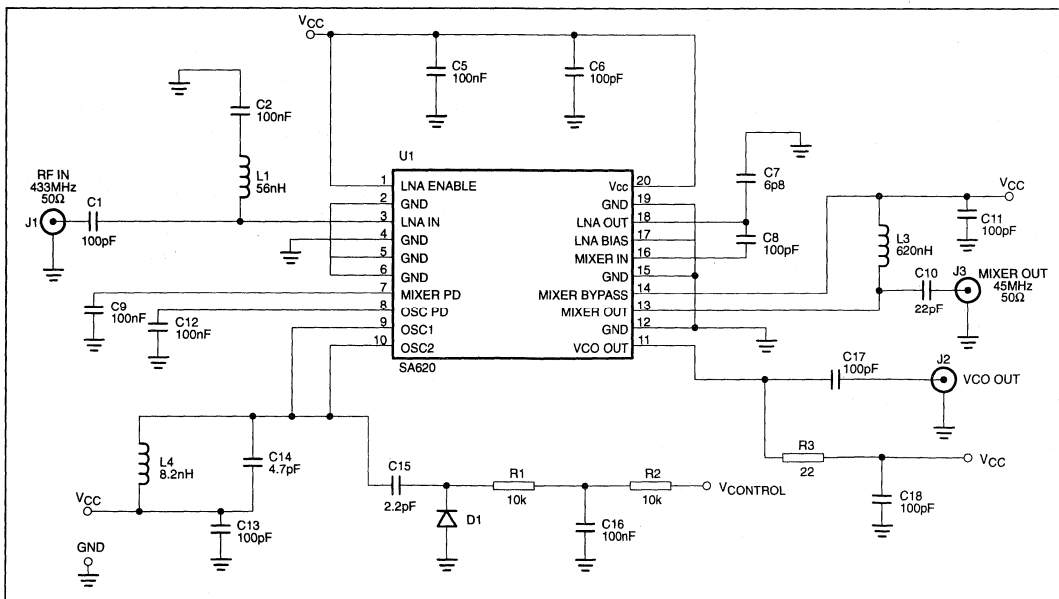 VCC
C5
100nF
C6
100pF
C2
100nF
L1
56nH
RF IN
433MHz
50Ω
J1
C1
100pF
U1
1 LNA ENABLE
2 GND
3 LNA IN
4 GND
5 GND
6 GND
7 MIXER PD
8 OSC PD
9 OSC1
10 OSC2
Vcc 20
GND 19
LNA OUT 18
LNA BIAS 17
MIXER IN 16
GND 15
MIXER BYPASS 14
MIXER OUT 13
GND 12
VCO OUT 11
SA620
C7
6p8
C8
100pF
VCC
C11
100pF
L3
620nH
C10
22pF
J3
MIXER OUT
45MHz
50Ω
C9
100nF
C12
100nF
C17
100pF
J2
VCO OUT
R3
22
VCC
C18
100pF
L4
8.2nH
C14
4.7pF
VCC
C13
100pF
GND
C15
2.2pF
D1
R1
10k
R2
10k
VCONTROL
C16
100nF